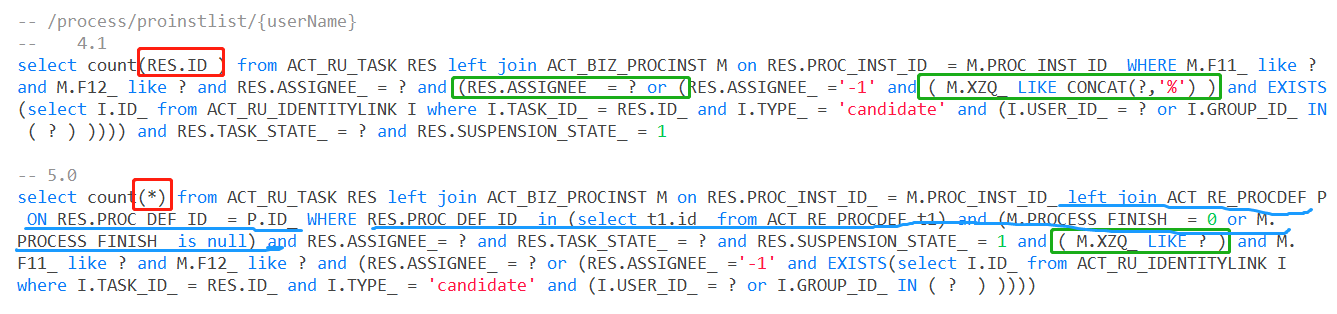 -- /process/proinstlist/{userName}
--    4.1
select count(RES.ID_) from ACT_RU_TASK RES left join ACT_BIZ_PROCINST M on RES.PROC_INST_ID_ = M.PROC_INST_ID_ WHERE M.F11_ like ?
and M.F12_ like ? and RES.ASSIGNEE_ = ? and (RES.ASSIGNEE_ = ? or (RES.ASSIGNEE_ ='-1' and ( M.XZQ_ LIKE CONCAT(?,'%') ) and EXISTS
(select I.ID_ from ACT_RU_IDENTITYLINK I where I.TASK_ID_ = RES.ID_ and I.TYPE_ = 'candidate' and (I.USER_ID_ = ? or I.GROUP_ID_ IN
( ? ) )))) and RES.TASK_STATE_ = ? and RES.SUSPENSION_STATE_ = 1
-- 5.0
select count(*) from ACT_RU_TASK RES left join ACT_BIZ_PROCINST M on RES.PROC_INST_ID_ = M.PROC_INST_ID_ left join ACT_RE_PROCDEF P
ON RES.PROC_DEF_ID_ = P.ID_ WHERE RES.PROC_DEF_ID_ in (select t1.id_ from ACT_RE_PROCDEF t1) and (M.PROCESS_FINISH_ = 0 or M.
PROCESS_FINISH_ is null) and RES.ASSIGNEE_= ? and RES.TASK_STATE_ = ? and RES.SUSPENSION_STATE_ = 1 and ( M.XZQ_ LIKE ? ) and M.
F11_ like ? and M.F12_ like ? and (RES.ASSIGNEE_ = ? or (RES.ASSIGNEE_ ='-1' and EXISTS(select I.ID_ from ACT_RU_IDENTITYLINK I
where I.TASK_ID_ = RES.ID_ and I.TYPE_ = 'candidate' and (I.USER_ID_ = ? or I.GROUP_ID_ IN ( ?  ) ))))